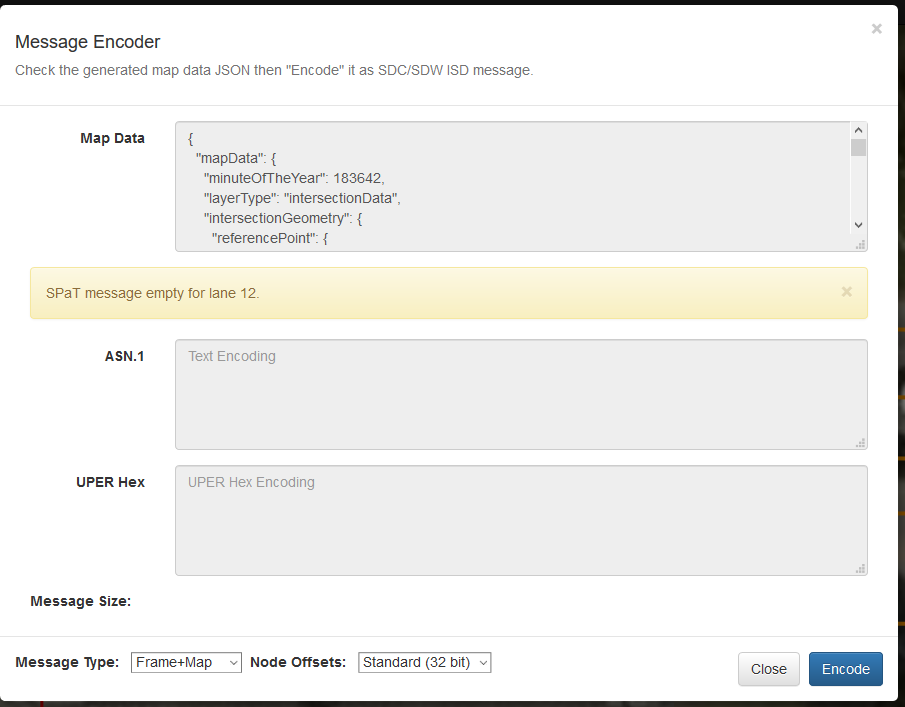 Message Encoder
×
Check the generated map data JSON then "Encode" it as SDC/SDW ISD message.
Map Data
{
"mapData": {
"minuteOfTheYear": 183642,
"layerType": "intersectionData",
"intersectionGeometry": {
"referencePoint": {
SPaT message empty for lane 12.
×
ASN.1
Text Encoding
UPER Hex
UPER Hex Encoding
Message Size:
Message Type: Frame+Map Node Offsets: Standard (32 bit) Close Encode